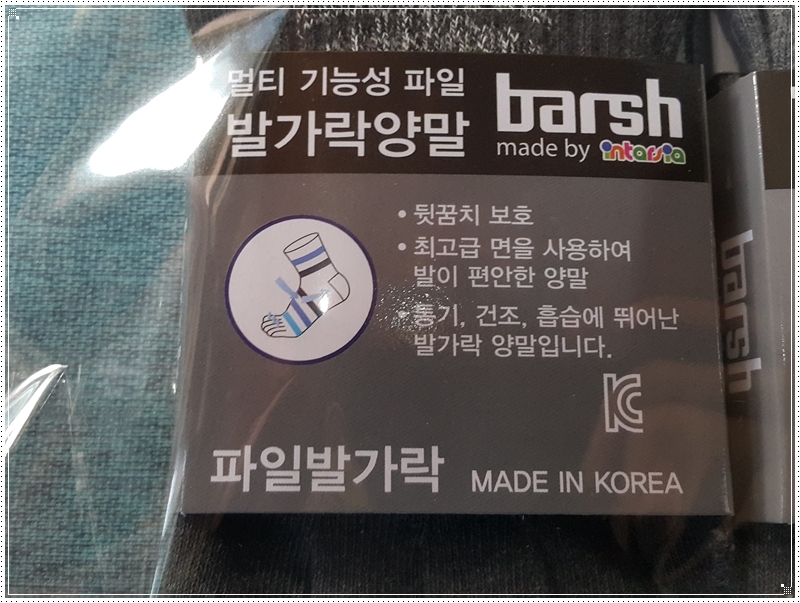 멀티 기능성 파일
발가락양말
barsh
made by intarsia
• 뒷꿈치 보호
• 최고급 면을 사용하여
발이 편안한 양말
• 통기, 건조, 흡습에 뛰어난
발가락 양말입니다.
KC
파일발가락
MADE IN KOREA
barsh